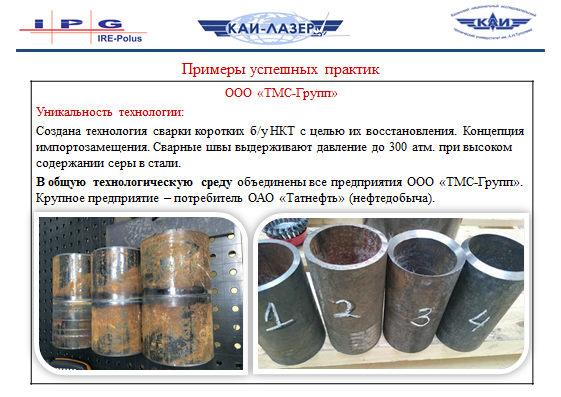 IPG
IRE-Polus
КАИ-ЛАЗЕР
КАИ
Примеры успешных практик
ООО «ТМС-Групп»
Уникальность технологии:
Создана технология сварки коротких б/у НКТ с целью их восстановления. Концепция
импортозамещения. Сварные швы выдерживают давление до 300 атм. при высоком
содержании серы в стали.
В общую технологическую среду объединены все предприятия ООО «ТМС-Групп».
Крупное предприятие – потребитель ОАО «Татнефть» (нефтедобыча).
1 2 3 4